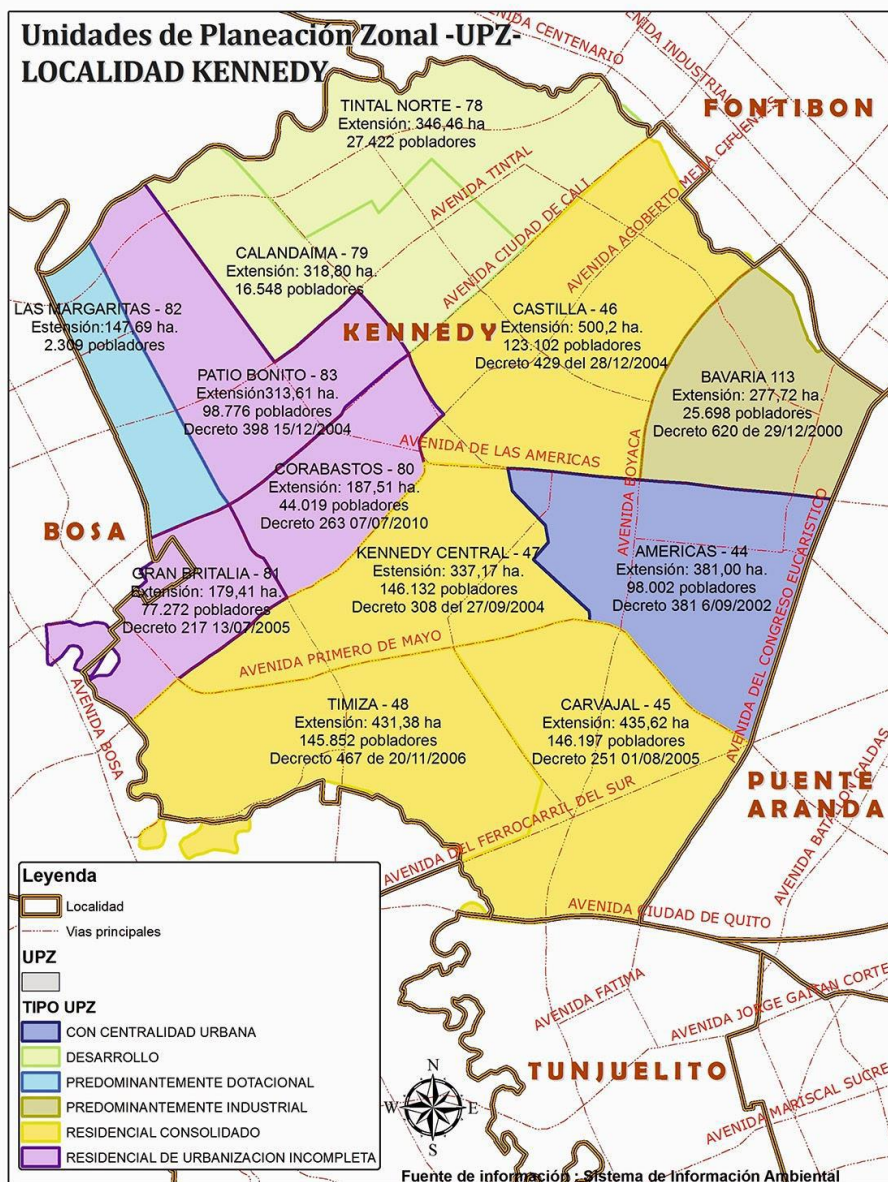 Unidades de Planeación Zonal -UPZ-
LOCALIDAD KENNEDY
AVENIDA CENTENARIO
AVENIDA INDUSTRIAL
FONTIBON
TINTAL NORTE - 78
Extensión: 346,46 ha
27.422 pobladores
AVENIDA TINTAL
AVENIDA CIUDAD DE CALI
AVENIDA AGOBERTO MEJIA CIFUENTES
CALANDAIMA - 79
Extensión: 318,80 ha.
16.548 pobladores
LAS MARGARITAS - 82
Estensión:147,69 ha.
2.309 pobladores
KENNEDY
CASTILLA - 46
Extensión: 500,2 ha.
123.102 pobladores
Decreto 429 del 28/12/2004
PATIO BONITO - 83
Extensión313,61 ha.
98.776 pobladores
Decreto 398 15/12/2004
BAVARIA 113
Extensión: 277,72 ha.
25.698 pobladores
Decreto 620 de 29/12/2000
AVENIDA DE LAS AMERICAS
AVENIDA BOYACA
CORABASTOS - 80
Extensión: 187,51 ha.
44.019 pobladores
Decreto 263 07/07/2010
BOSA
KENNEDY CENTRAL - 47
Estensión: 337,17 ha.
146.132 pobladores
Decreto 308 del 27/09/2004
AMERICAS - 44
Extensión: 381,00 ha.
98.002 pobladores
Decreto 381 6/09/2002
AVENIDA DEL CONGRESO EUCARISTICO
GRAN BRITALIA - 81
Extensión: 179,41 ha.
77.272 pobladores
Decreto 217 13/07/2005
AVENIDA PRIMERO DE MAYO
AVENIDA BOSA
TIMIZA - 48
Extensión: 431,38 ha
145.852 pobladores
Decrecto 467 de 20/11/2006
CARVAJAL - 45
Extensión: 435,62 ha
146.197 pobladores
Decrecto 251 01/08/2005
PUENTE
ARANDA
AVENIDA BATALLON CALDAS
AVENIDA DEL FERROCARRIL DEL SUR
AVENIDA CIUDAD DE QUITO
AVENIDA FATIMA
AVENIDA JORGE GAITAN CORTE
TUNJUELITO
AVENIDA MARISCAL SUCRE
Leyenda
Localidad
Vias principales
UPZ
TIPO UPZ
CON CENTRALIDAD URBANA
DESARROLLO
PREDOMINANTEMENTE DOTACIONAL
PREDOMINANTEMENTE INDUSTRIAL
RESIDENCIAL CONSOLIDADO
RESIDENCIAL DE URBANIZACION INCOMPLETA
N
W
E
S
Fuente de información : Sistema de Información Ambiental